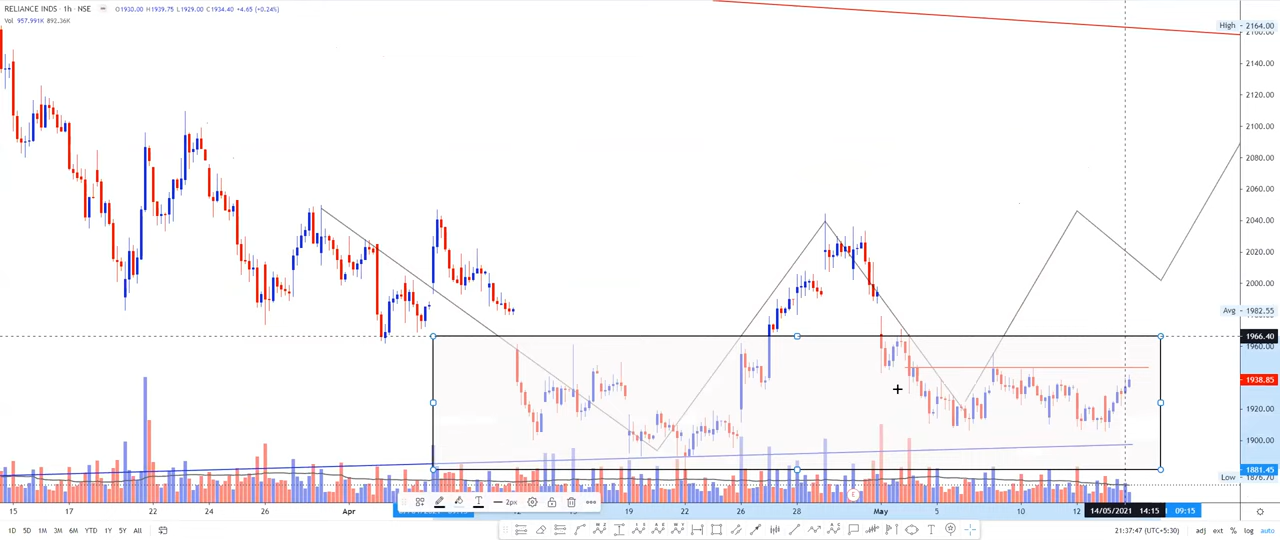 RELIANCE INDS · 1h · NSE O1930.00 H1939.75 L1929.00 C1934.40 +4.65 (+0.24%)
Vol 957.991K 892.36K
High 2164.00
2160.00
2140.00
2120.00
2100.00
2080.00
2060.00
2040.00
2020.00
2000.00
Avg 1982.55
1966.40
1960.00
1938.85
1920.00
1900.00
1881.45
Low 1876.70
2px
15 17 22 24 26 Apr 19 22 26 28 May 5 10 12 14/05/2021 14:15 09:15
1D 5D 1M 3M 6M YTD 1Y 5Y All 21:37:47 (UTC+5:30) adj ext % log auto